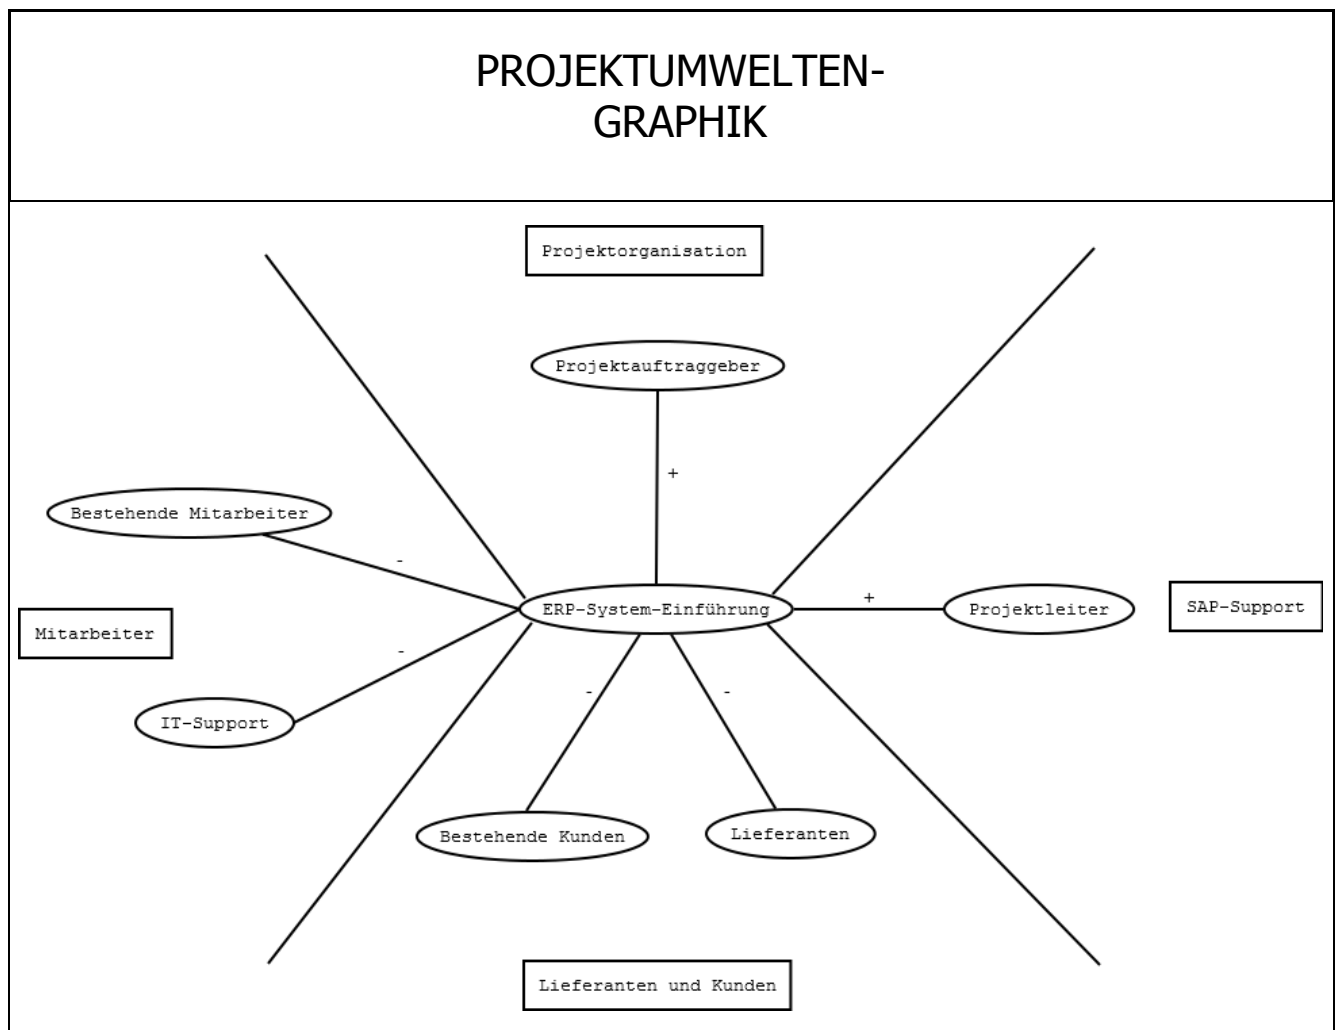 PROJEKTUMWELTEN-
GRAPHIK
Projektorganisation
Projektauftraggeber
+
Bestehende Mitarbeiter
-
ERP-System-Einführung
+
Projektleiter
SAP-Support
Mitarbeiter
-
IT-Support
-
-
Bestehende Kunden
Lieferanten
Lieferanten und Kunden